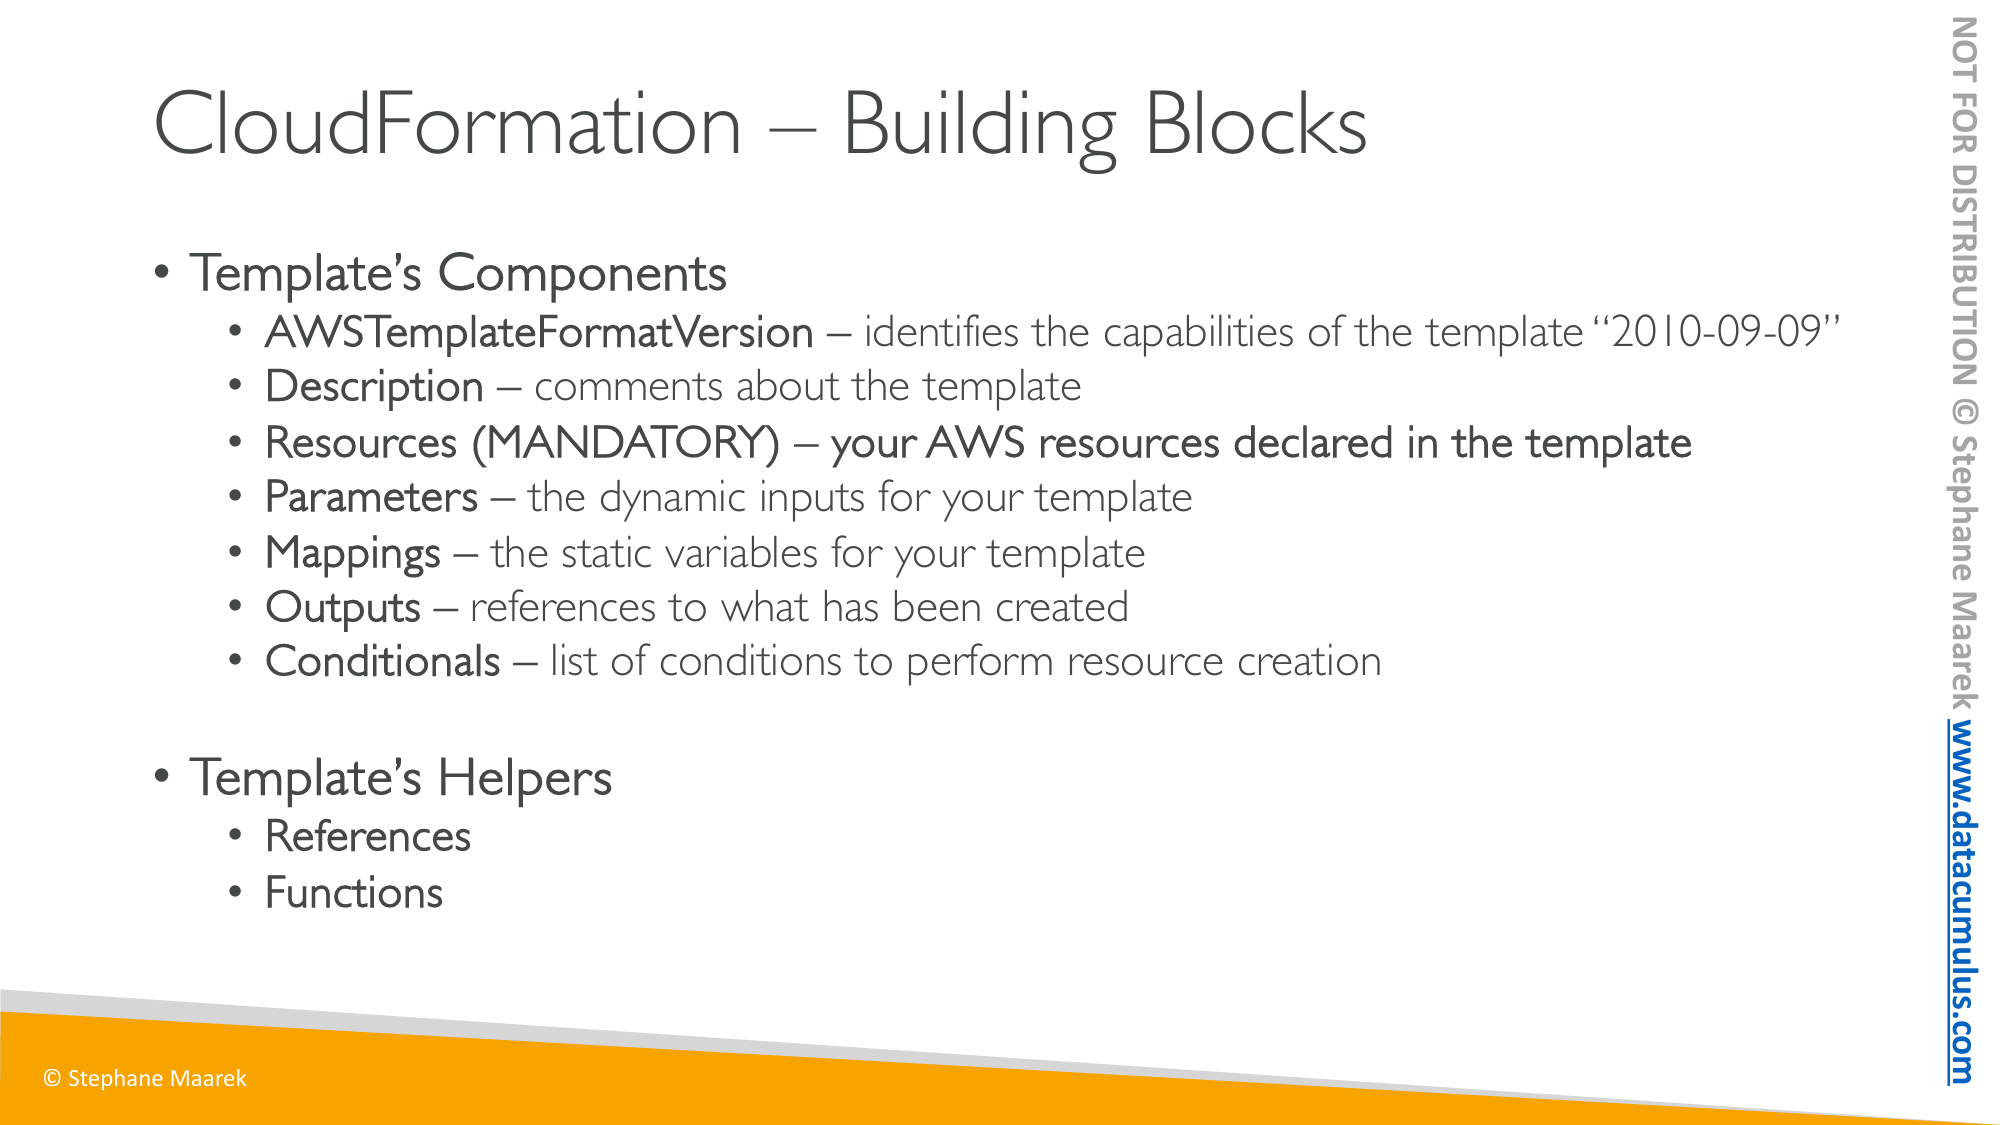 CloudFormation – Building Blocks
• Template’s Components
• AWSTemplateFormatVersion – identifies the capabilities of the template “2010-09-09”
• Description – comments about the template
• Resources (MANDATORY) – your AWS resources declared in the template
• Parameters – the dynamic inputs for your template
• Mappings – the static variables for your template
• Outputs – references to what has been created
• Conditionals – list of conditions to perform resource creation
• Template’s Helpers
• References
• Functions
© Stephane Maarek
NOT FOR DISTRIBUTION © Stephane Maarek www.datacumulus.com